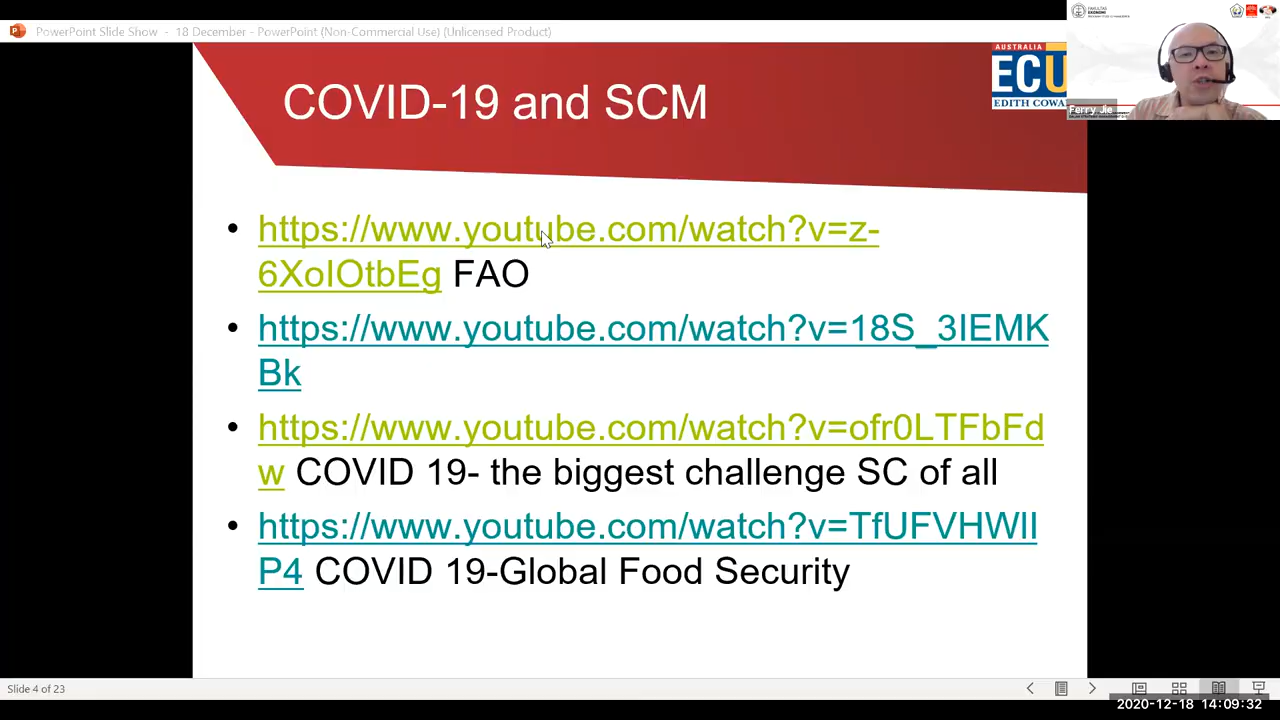 PowerPoint Slide Show - 18 December - PowerPoint (Non-Commercial Use) (Unlicensed Product)
FAKULTAS
EKONOMI
COVID-19 and SCM
AUSTRALIA
ECU
EDITH COWA
Ferry Jie
• https://www.youtube.com/watch?v=z-
6XoIOtbEg FAO
• https://www.youtube.com/watch?v=18S_3IEMK
Bk
• https://www.youtube.com/watch?v=ofr0LTFbFd
w COVID 19- the biggest challenge SC of all
• https://www.youtube.com/watch?v=TfUFVHWIl
P4 COVID 19-Global Food Security
Slide 4 of 23
2020-12-18 14:09:32